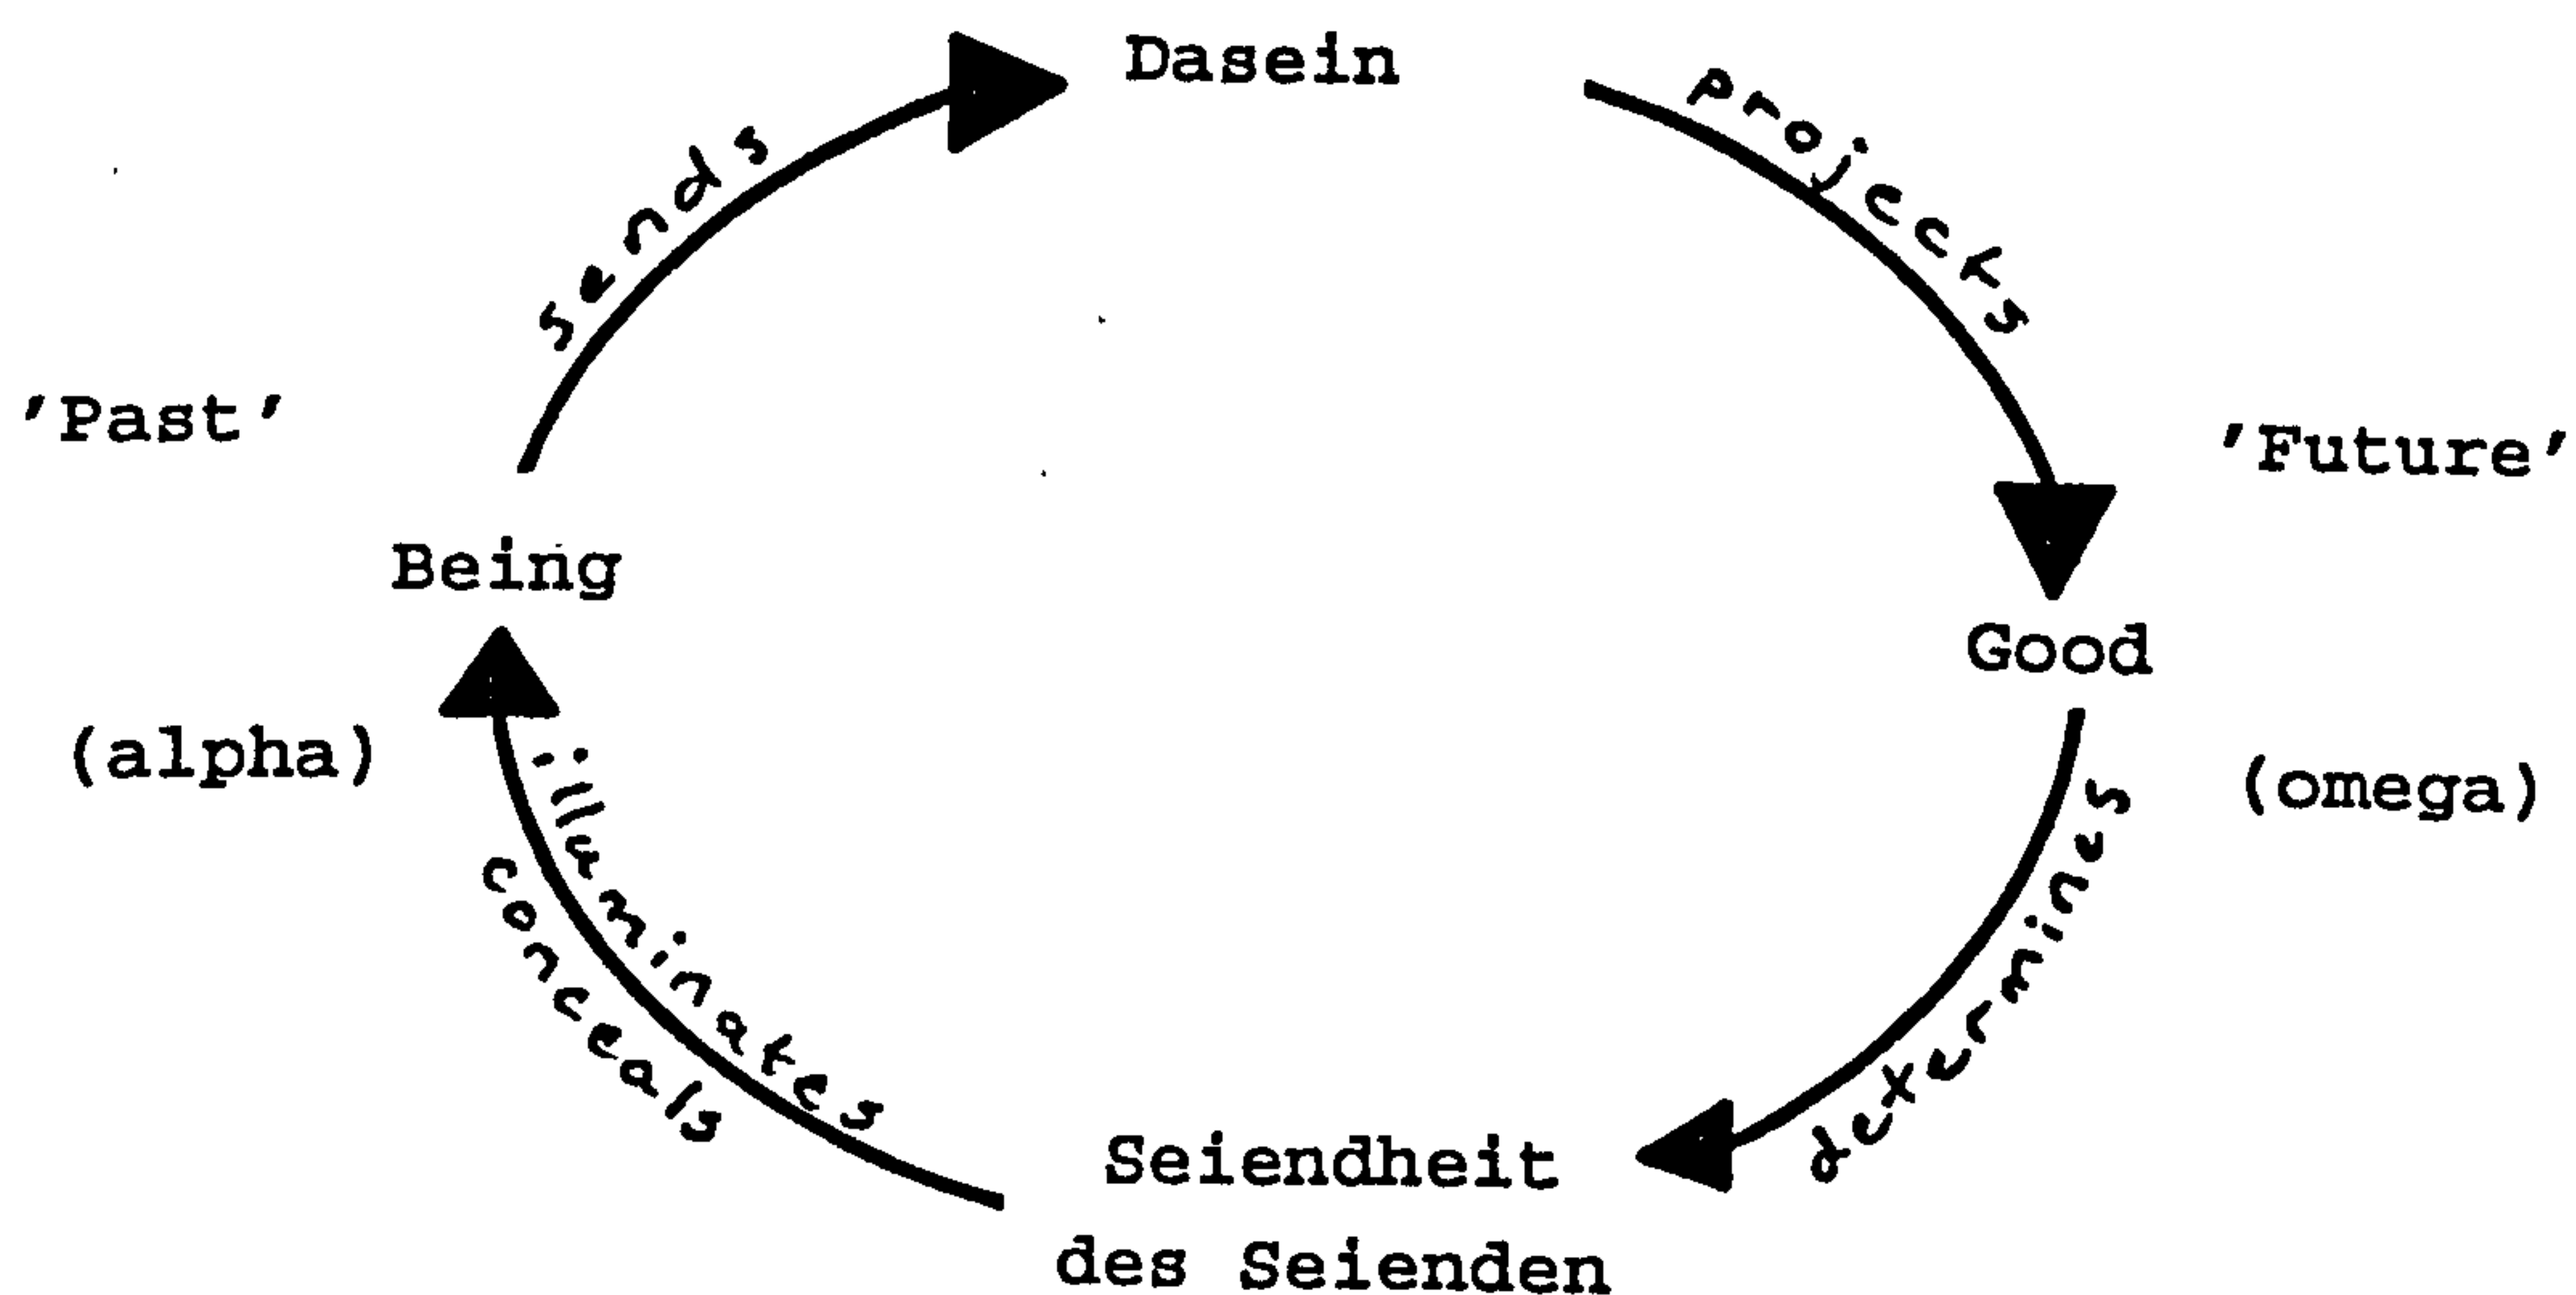 Dasein
projects
sends
'Past'
'Future'
Being
Good
(alpha)
(omega)
illuminates
conceals
determines
Seiendheit
des Seienden